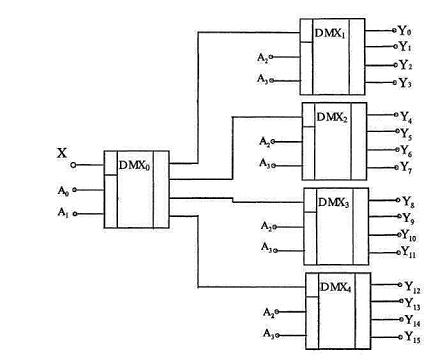 DMX₁
Y₀
Y₁
A₂
Y₂
A₃
Y₃
DMX₂
Y₄
Y₅
A₂
Y₆
A₃
Y₇
X
DMX₀
A₀
A₁
DMX₃
Y₈
Y₉
A₂
Y₁₀
A₃
Y₁₁
DMX₄
Y₁₂
Y₁₃
A₂
Y₁₄
A₃
Y₁₅